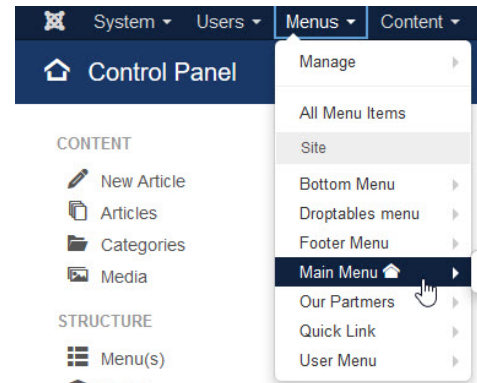 System Users Menus Content
Control Panel
Manage
All Menu Items
Site
Bottom Menu
Droptables menu
Footer Menu
Main Menu
Our Partmers
Quick Link
User Menu
CONTENT
New Article
Articles
Categories
Media
STRUCTURE
Menu(s)